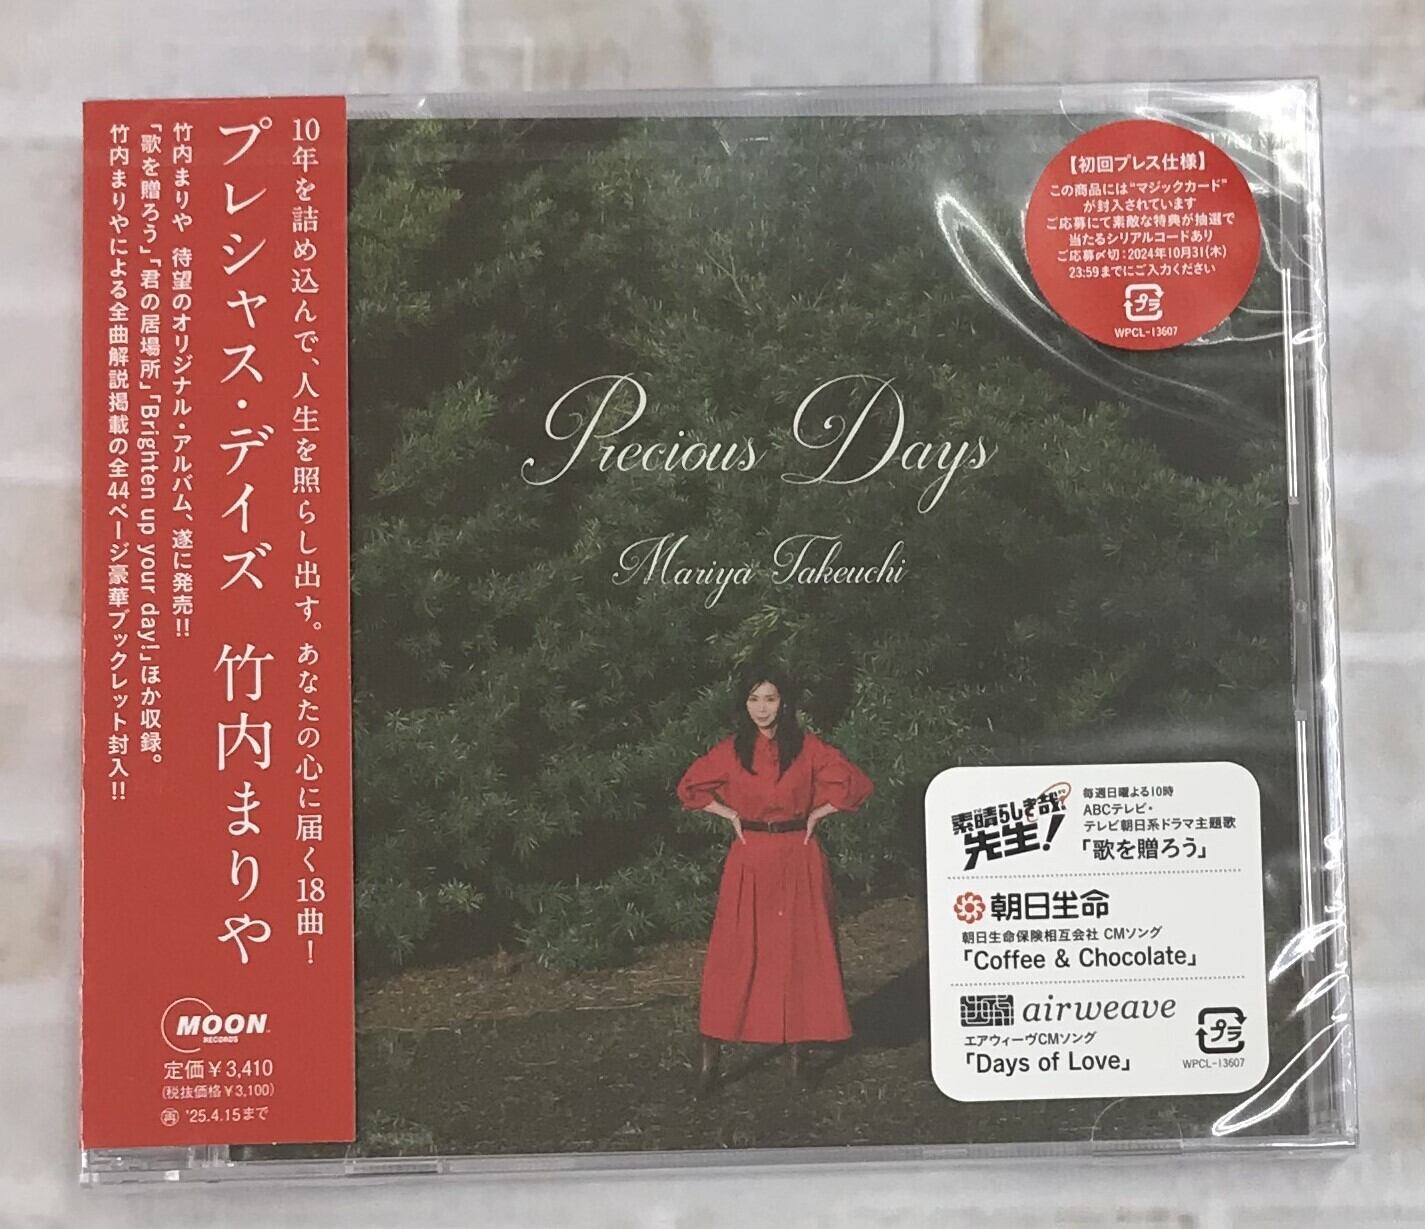 10年を詰め込んで、人生を照らし出す。あなたの心に届く18曲！
プレシャス・デイズ 竹内まりや
竹内まりや 待望のオリジナル・アルバム、遂に発売!!
「歌を贈ろう」「君の居場所」「Brighten up your day!」ほか収録。
竹内まりやによる全曲解説掲載の全44ページ豪華ブックレット封入!!
MOON
RECORDS
定価￥3,410
(税抜価格￥3,100)
再 '25.4.15まで
Precious Days
Mariya Takeuchi
【初回プレス仕様】
この商品には"マジックカード"
が封入されています
ご応募にて素敵な特典が抽選で
当たるシリアルコードあり
ご応募〆切：2024年10月31(木)
23:59までにご入力ください
プラ
WPCL-13607
素晴らしき哉、
先生！
毎週日曜よる10時
ABCテレビ・
テレビ朝日系ドラマ主題歌
「歌を贈ろう」
朝日生命
朝日生命保険相互会社 CMソング
「Coffee & Chocolate」
airweave
エアウィーヴCMソング
「Days of Love」
プラ
WPCL-13607